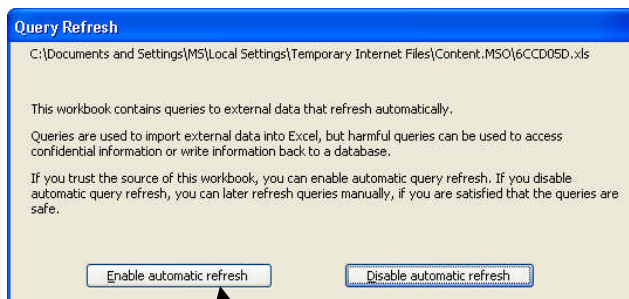 Query Refresh
C:\Documents and Settings\MS\Local Settings\Temporary Internet Files\Content.MSO\6CCD05D.xls
This workbook contains queries to external data that refresh automatically.
Queries are used to import external data into Excel, but harmful queries can be used to access
confidential information or write information back to a database.
If you trust the source of this workbook, you can enable automatic query refresh. If you disable
automatic query refresh, you can later refresh queries manually, if you are satisfied that the queries are
safe.
Enable automatic refresh Disable automatic refresh